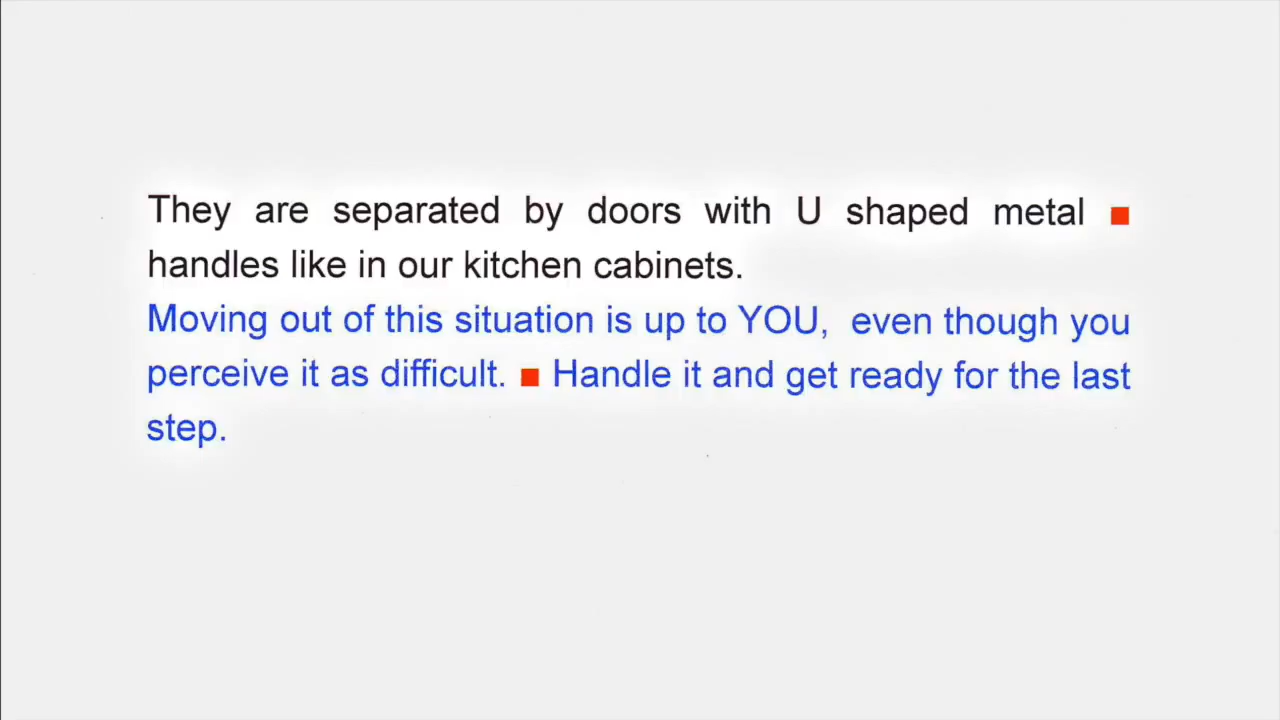 They are separated by doors with U shaped metal ■
handles like in our kitchen cabinets.
Moving out of this situation is up to YOU, even though you
perceive it as difficult. ■ Handle it and get ready for the last
step.